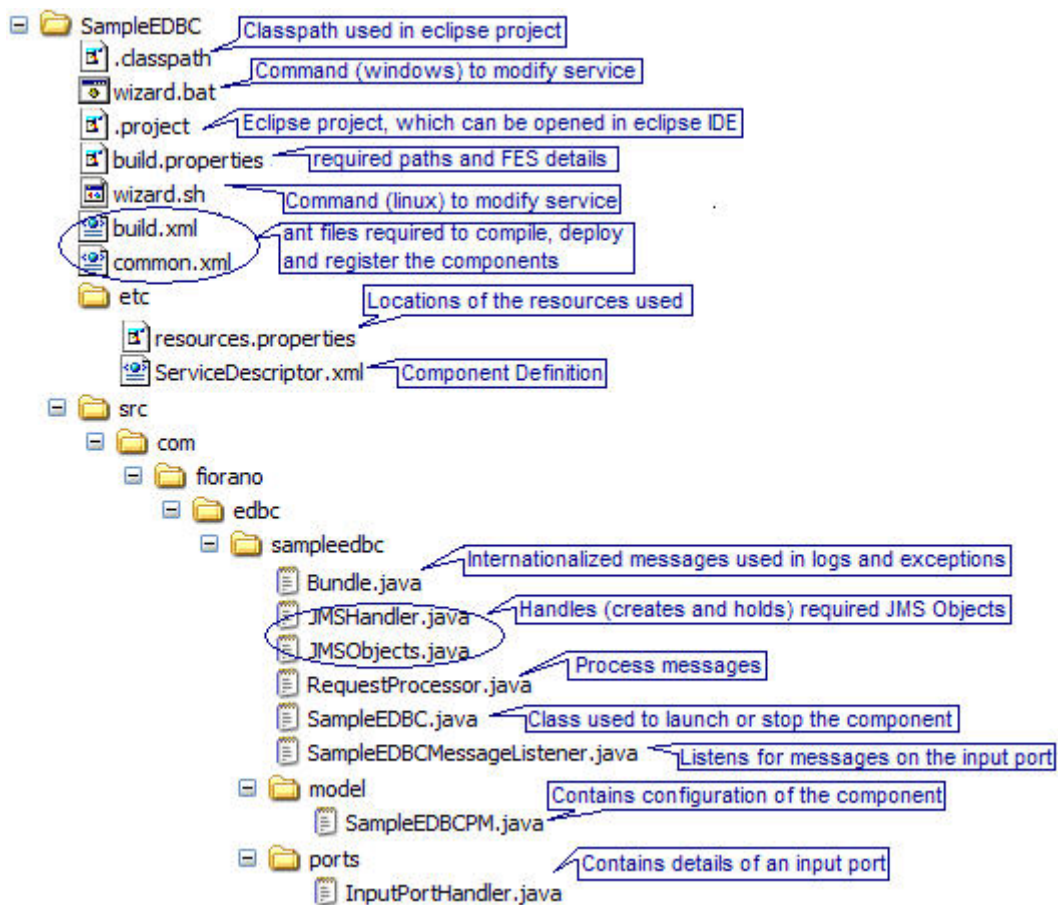 SampleEDBC
Classpath used in eclipse project
.classpath
Command (windows) to modify service
wizard.bat
.project
Eclipse project, which can be opened in eclipse IDE
build.properties
required paths and FES details
wizard.sh
Command (linux) to modify service
build.xml
ant files required to compile, deploy
common.xml
and register the components
etc
Locations of the resources used
resources.properties
ServiceDescriptor.xml
Component Definition
src
com
fiorano
edbc
sampleedbc
Internationalized messages used in logs and exceptions
Bundle.java
JMSHandler.java
Handles (creates and holds) required JMS Objects
JMSObjects.java
Process messages
RequestProcessor.java
SampleEDBC.java
Class used to launch or stop the component
SampleEDBCMessageListener.java
Listens for messages on the input port
model
Contains configuration of the component
SampleEDBCPM.java
ports
Contains details of an input port
InputPortHandler.java